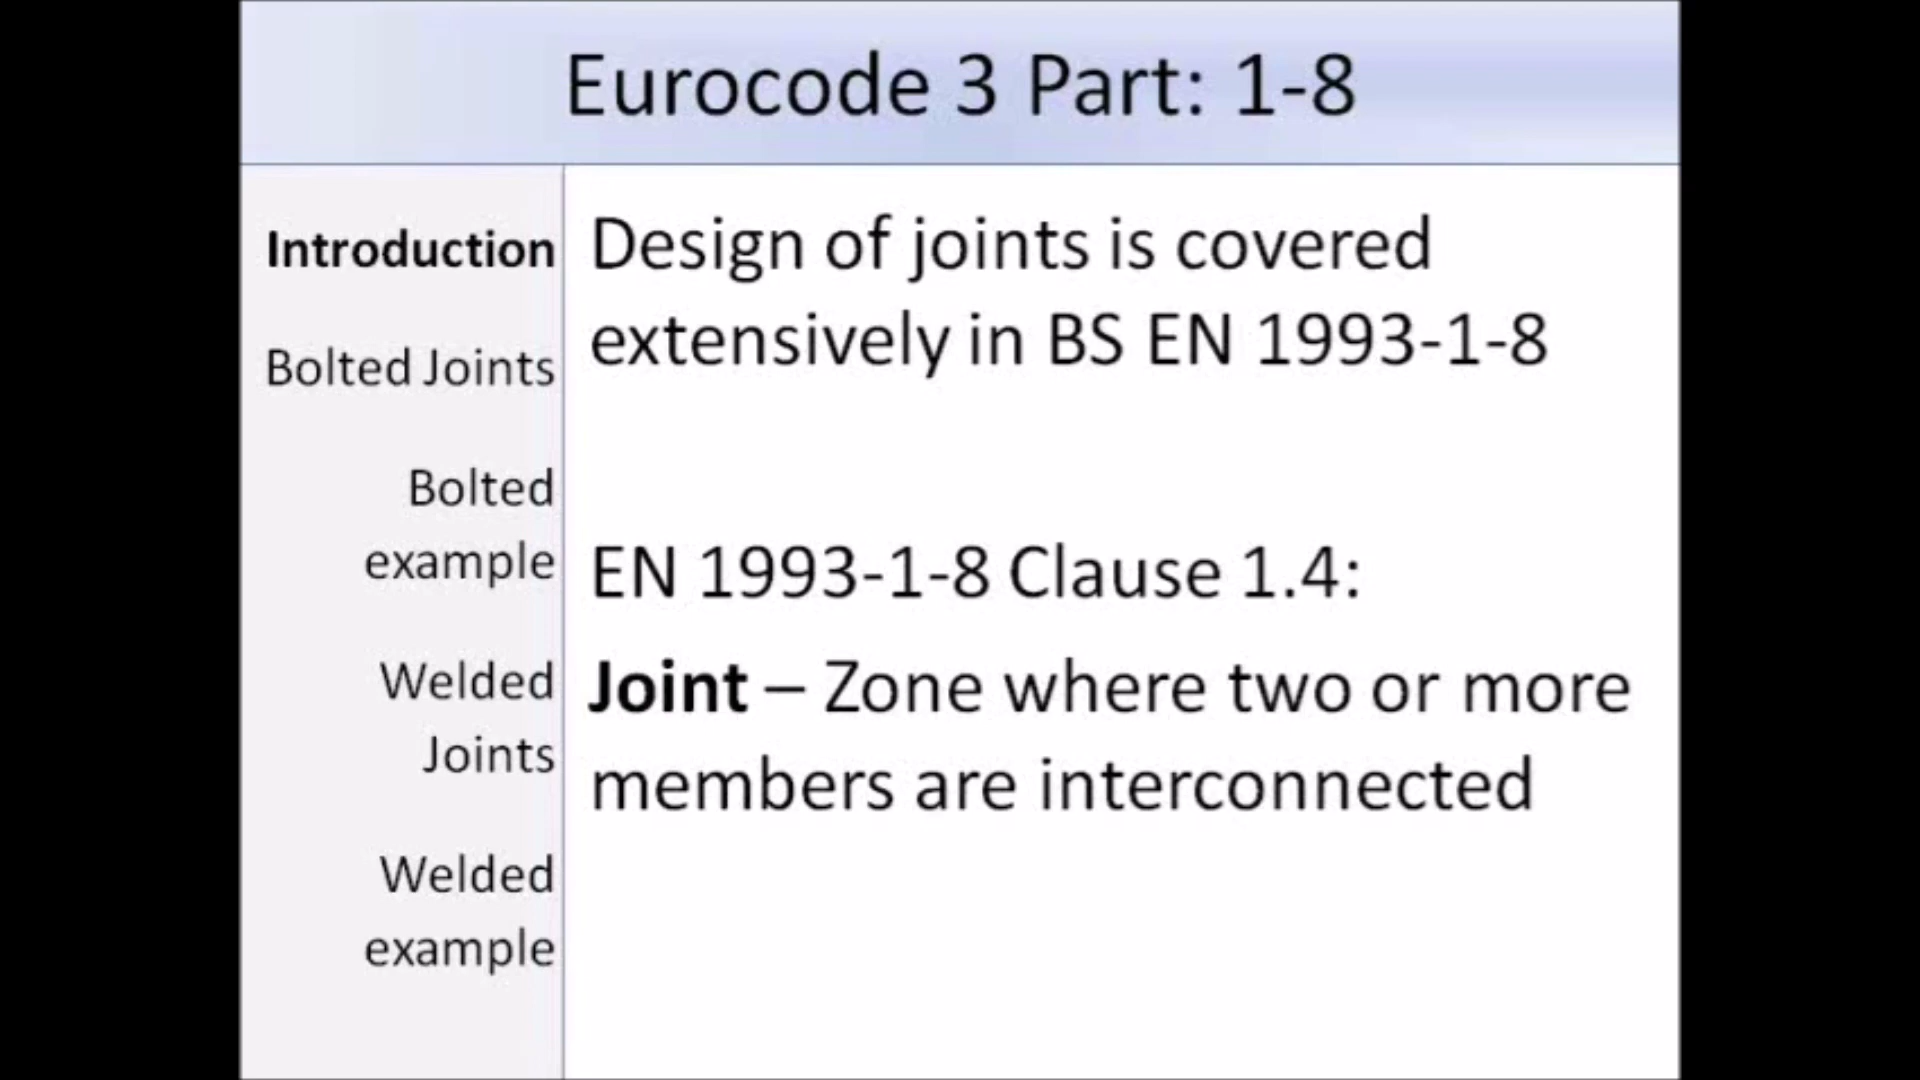 Eurocode 3 Part: 1-8
Introduction
Bolted Joints
Bolted
example
Welded
Joints
Welded
example
Design of joints is covered
extensively in BS EN 1993-1-8
EN 1993-1-8 Clause 1.4:
Joint – Zone where two or more
members are interconnected